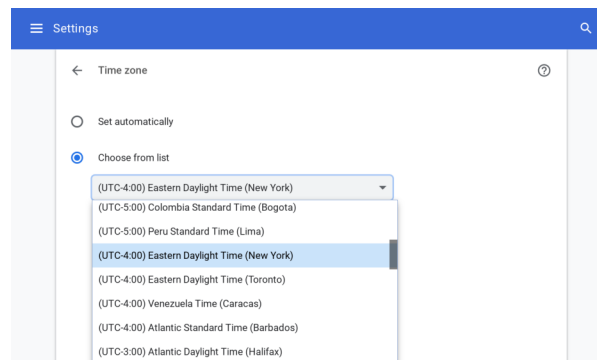 Settings
Time zone
Set automatically
Choose from list
(UTC-4:00) Eastern Daylight Time (New York)
(UTC-5:00) Colombia Standard Time (Bogota)
(UTC-5:00) Peru Standard Time (Lima)
(UTC-4:00) Eastern Daylight Time (New York)
(UTC-4:00) Eastern Daylight Time (Toronto)
(UTC-4:00) Venezuela Time (Caracas)
(UTC-4:00) Atlantic Standard Time (Barbados)
(UTC-3:00) Atlantic Daylight Time (Halifax)